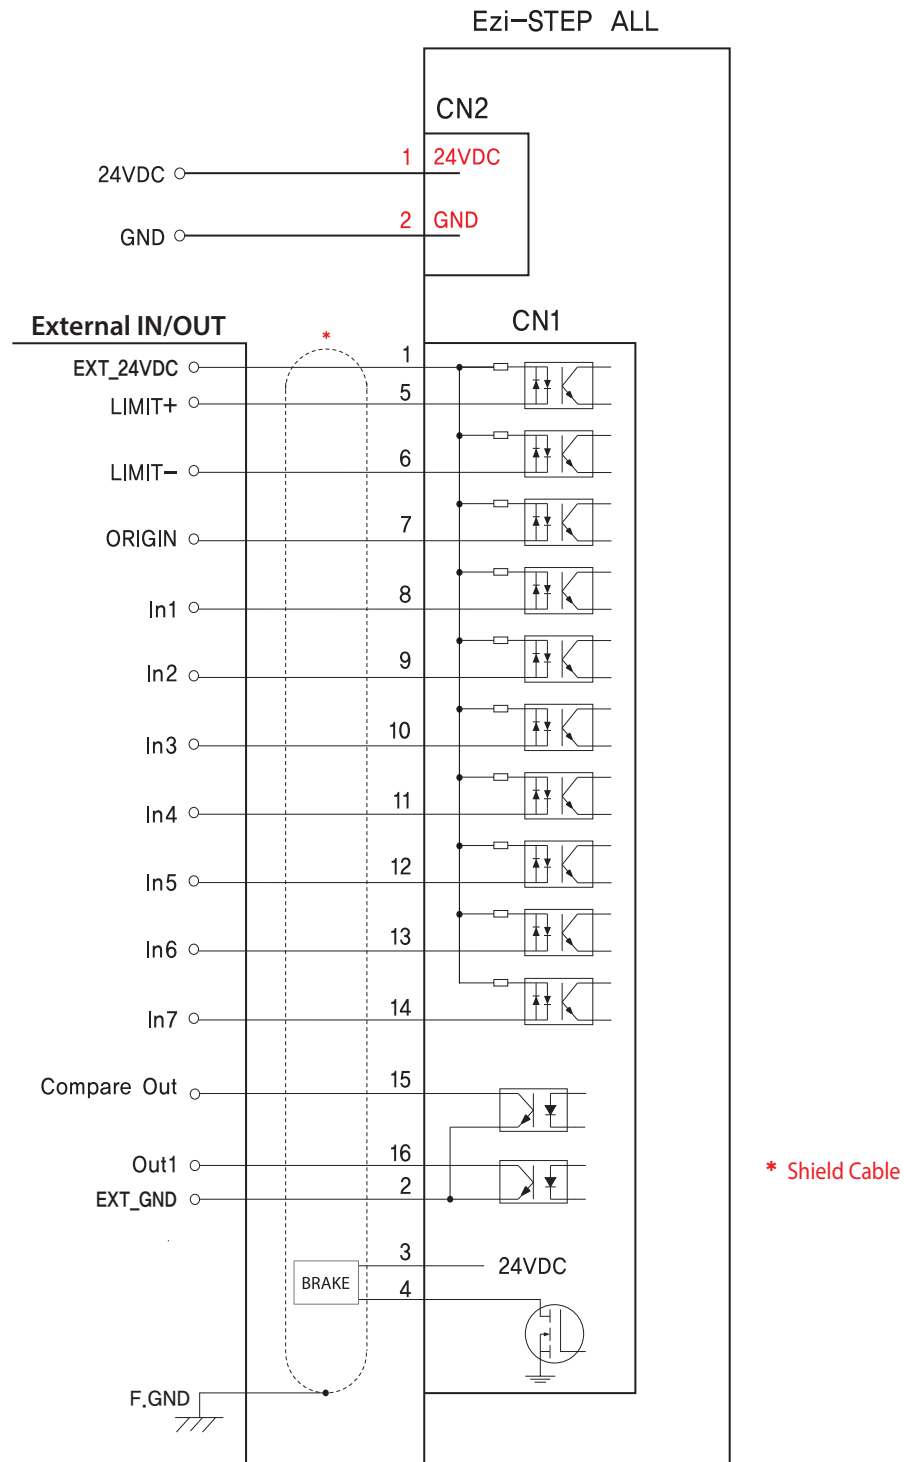 Ezi-STEP ALL
CN2
24VDC 1 24VDC
GND 2 GND
External IN/OUT * CN1
EXT_24VDC 1
LIMIT+ 5
LIMIT- 6
ORIGIN 7
In1 8
In2 9
In3 10
In4 11
In5 12
In6 13
In7 14
Compare Out 15
Out1 16
* Shield Cable
EXT_GND 2
3 24VDC
BRAKE 4
F.GND